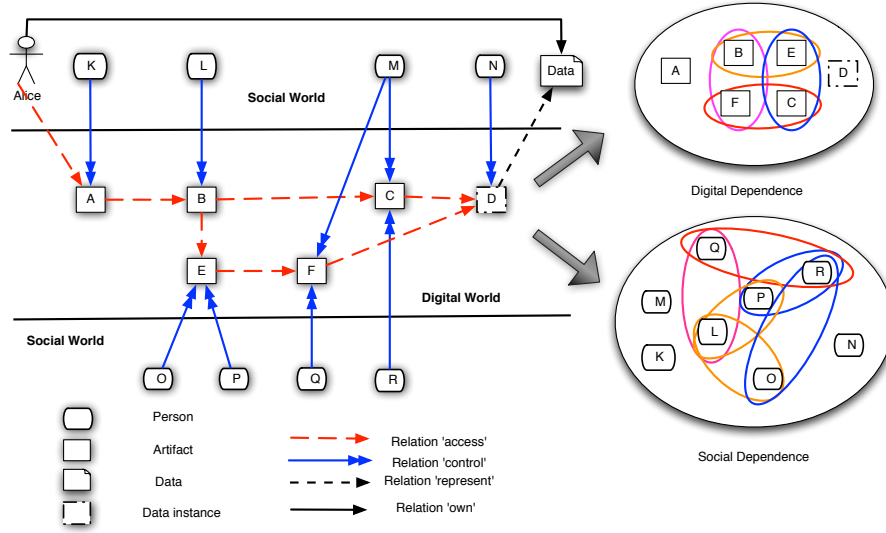 K
L
M
N
Data
Alice
Social World
A
B
C
D
E
F
Digital World
Social World
O
P
Q
R
Person
Artifact
Data
Data instance
Relation 'access'
Relation 'control'
Relation 'represent'
Relation 'own'
B
E
A
D
F
C
Digital Dependence
Q
R
M
P
L
K
N
O
Social Dependence